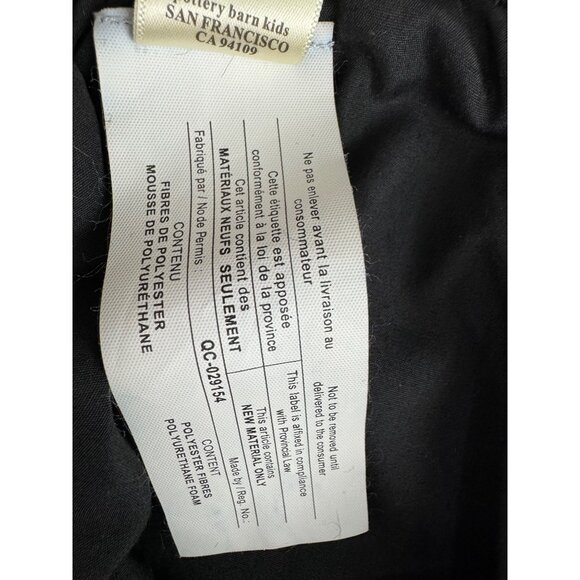 pottery barn kids
SAN FRANCISCO
CA 94109
Ne pas enlever avant la livraison au
consommateur
Not to be removed until
delivered to the consumer
Cette étiquette est apposée
conformément à la loi de la province
This label is affixed in compliance
with Provincial Law
Cet article contient des
MATÉRIAUX NEUFS SEULEMENT
This article contains
NEW MATERIAL ONLY
Fabriqué par / No de Permis :
QC-029154
Made by / Reg. No.:
CONTENU
FIBRES DE POLYESTER
MOUSSE DE POLYURÉTHANE
CONTENT
POLYESTER FIBRES
POLYURETHANE FOAM